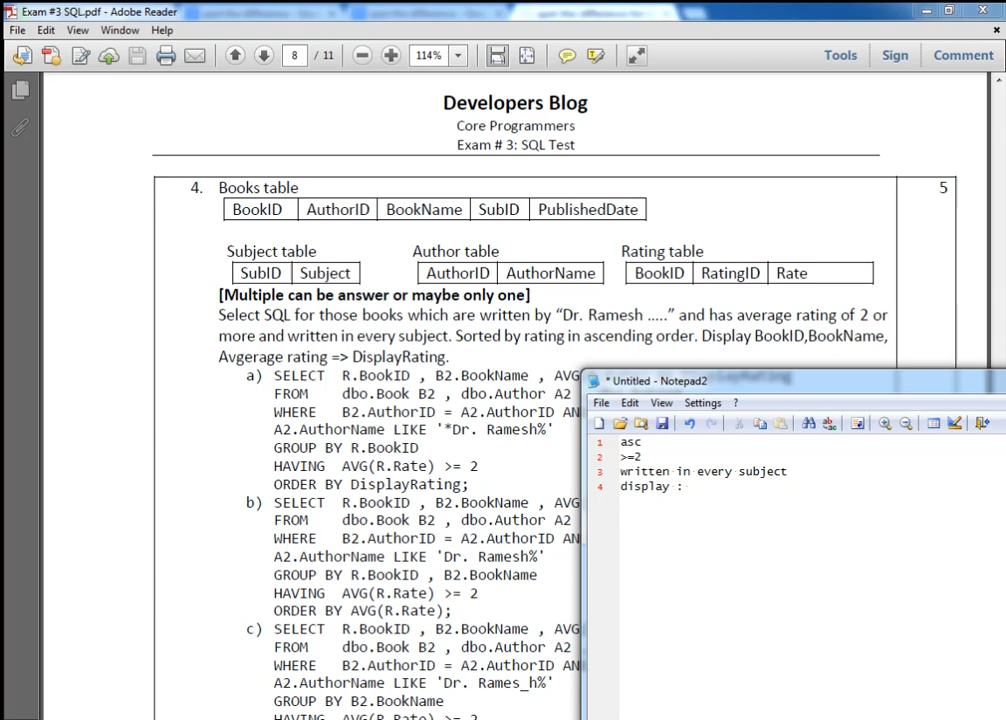 Exam #3 SQL.pdf - Adobe Reader
File Edit View Window Help
8 / 11 114% Tools Sign Comment
Developers Blog
Core Programmers
Exam # 3: SQL Test
4. Books table 5
BookID AuthorID BookName SubID PublishedDate
Subject table Author table Rating table
SubID Subject AuthorID AuthorName BookID RatingID Rate
[Multiple can be answer or maybe only one]
Select SQL for those books which are written by “Dr. Ramesh .....” and has average rating of 2 or
more and written in every subject. Sorted by rating in ascending order. Display BookID,BookName,
Avgerage rating => DisplayRating.
a) SELECT R.BookID , B2.BookName , AVG
FROM dbo.Book B2 , dbo.Author A2
WHERE B2.AuthorID = A2.AuthorID AN
A2.AuthorName LIKE '*Dr. Ramesh%'
GROUP BY R.BookID
HAVING AVG(R.Rate) >= 2
ORDER BY DisplayRating;
b) SELECT R.BookID , B2.BookName , AVG
FROM dbo.Book B2 , dbo.Author A2
WHERE B2.AuthorID = A2.AuthorID AN
A2.AuthorName LIKE 'Dr. Ramesh%'
GROUP BY R.BookID , B2.BookName
HAVING AVG(R.Rate) >= 2
ORDER BY AVG(R.Rate);
c) SELECT R.BookID , B2.BookName , AVG
FROM dbo.Book B2 , dbo.Author A2
WHERE B2.AuthorID = A2.AuthorID AN
A2.AuthorName LIKE 'Dr. Rames_h%'
GROUP BY B2.BookName
HAVING AVG(R.Rate) >= 2
* Untitled - Notepad2
File Edit View Settings ?
1 asc
2 >=2
3 written in every subject
4 display :